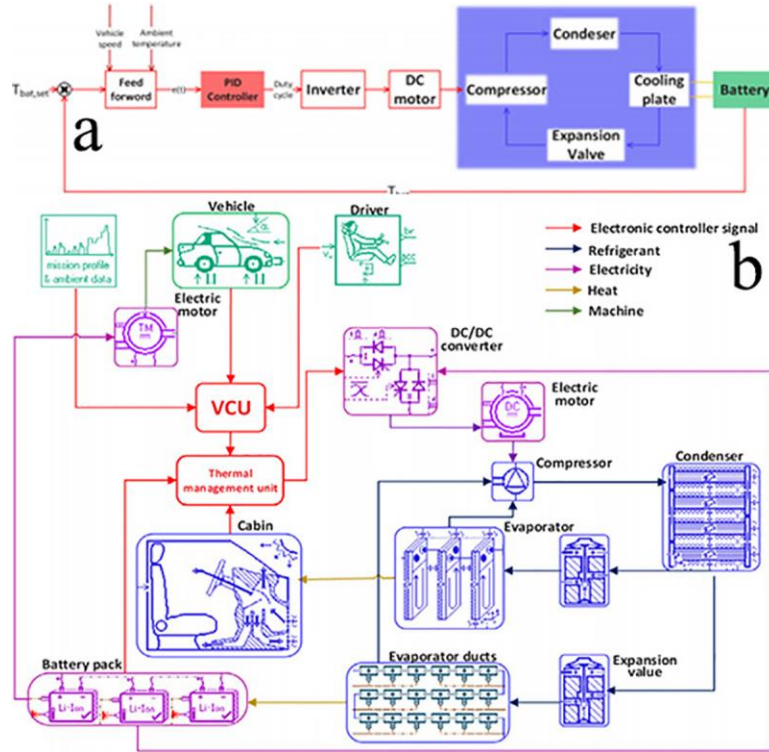 Vehicle
speed
Ambient
temperature
T_bat,set
Feed
forward
e(t)
PID
Controller
Duty
cycle
Inverter
DC
motor
Compressor
Condeser
Cooling
plate
Expansion
Valve
Battery
a
Vehicle
Driver
mission profile
& ambient data
Electronic controller signal
Refrigerant
Electricity
Heat
Machine
b
Electric
motor
TM
DC/DC
converter
VCU
Electric
motor
DC
Thermal
management unit
Compressor
Condenser
Cabin
Evaporator
Battery pack
Evaporator ducts
Expansion
value
Li-Ion
Li-Ion
Li-Ion